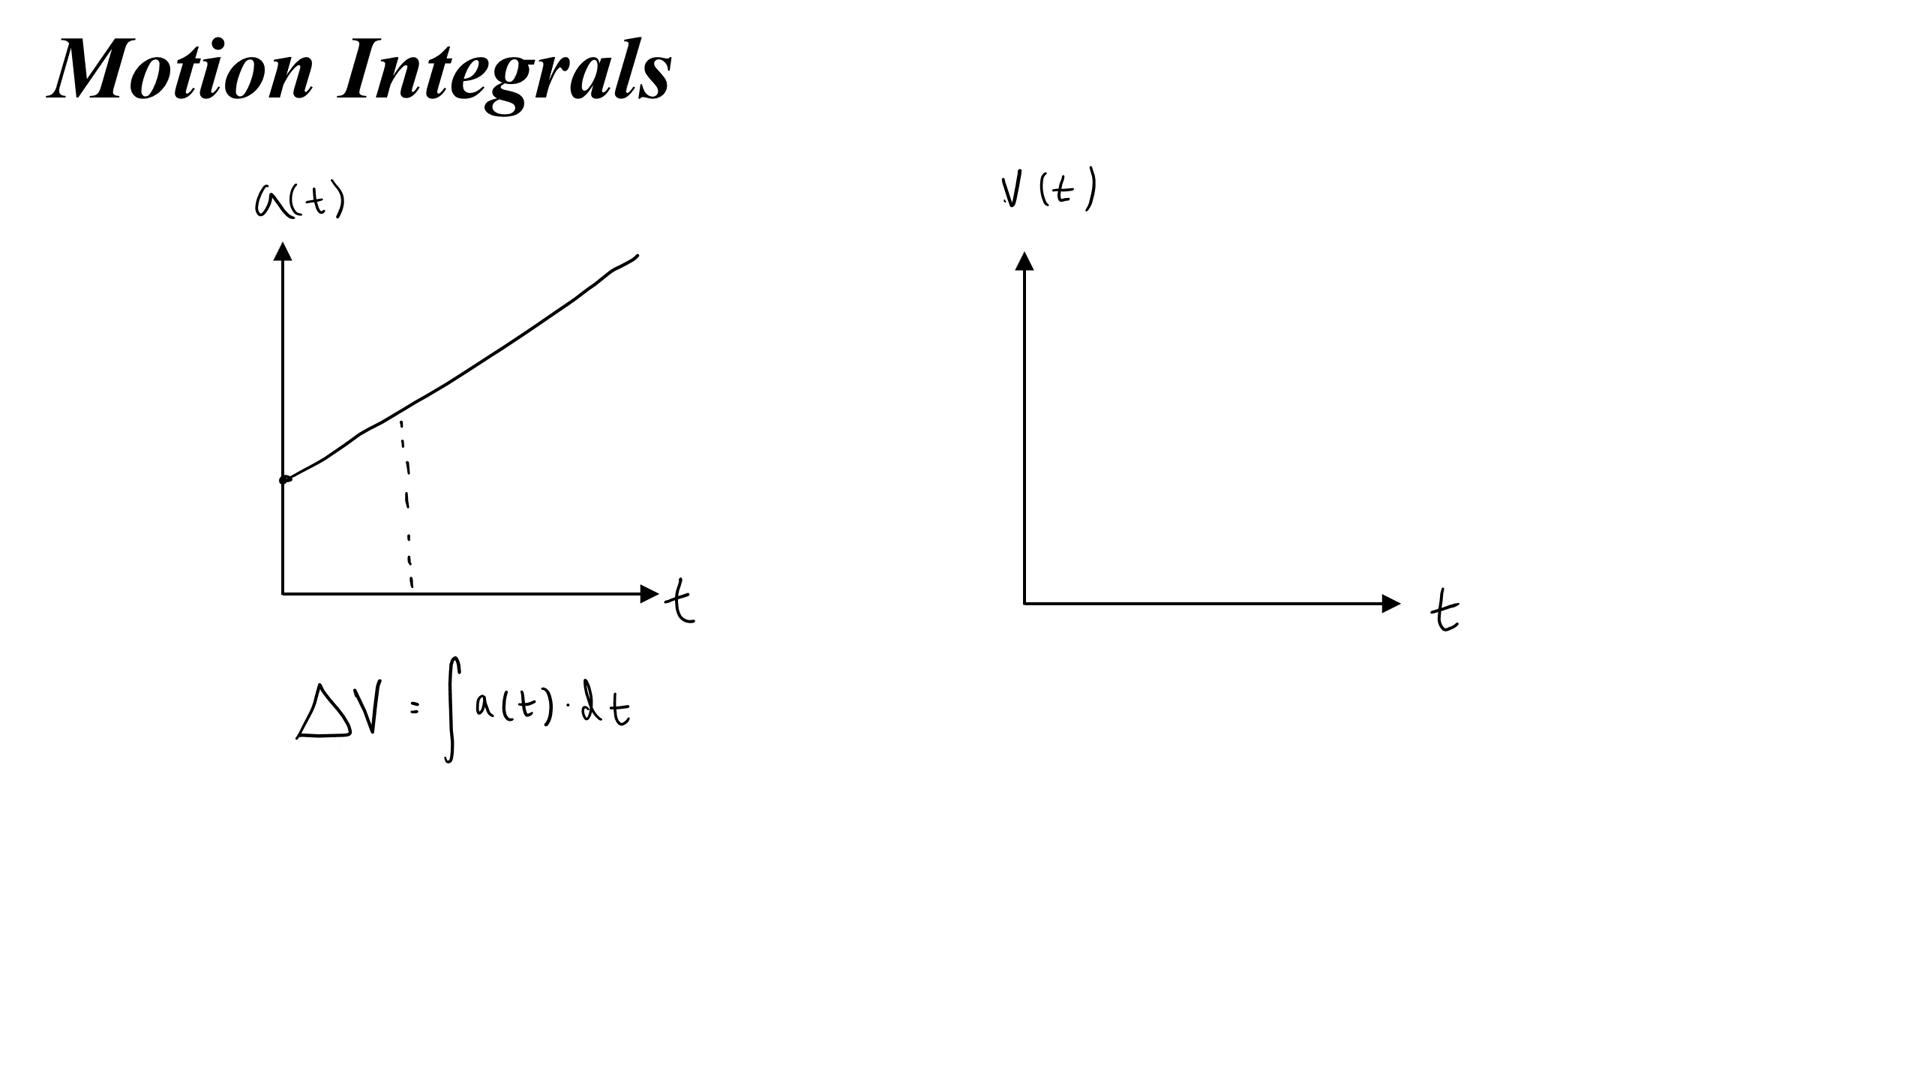 Motion Integrals
a(t)
V(t)
t
t
ΔV = ∫a(t)·dt